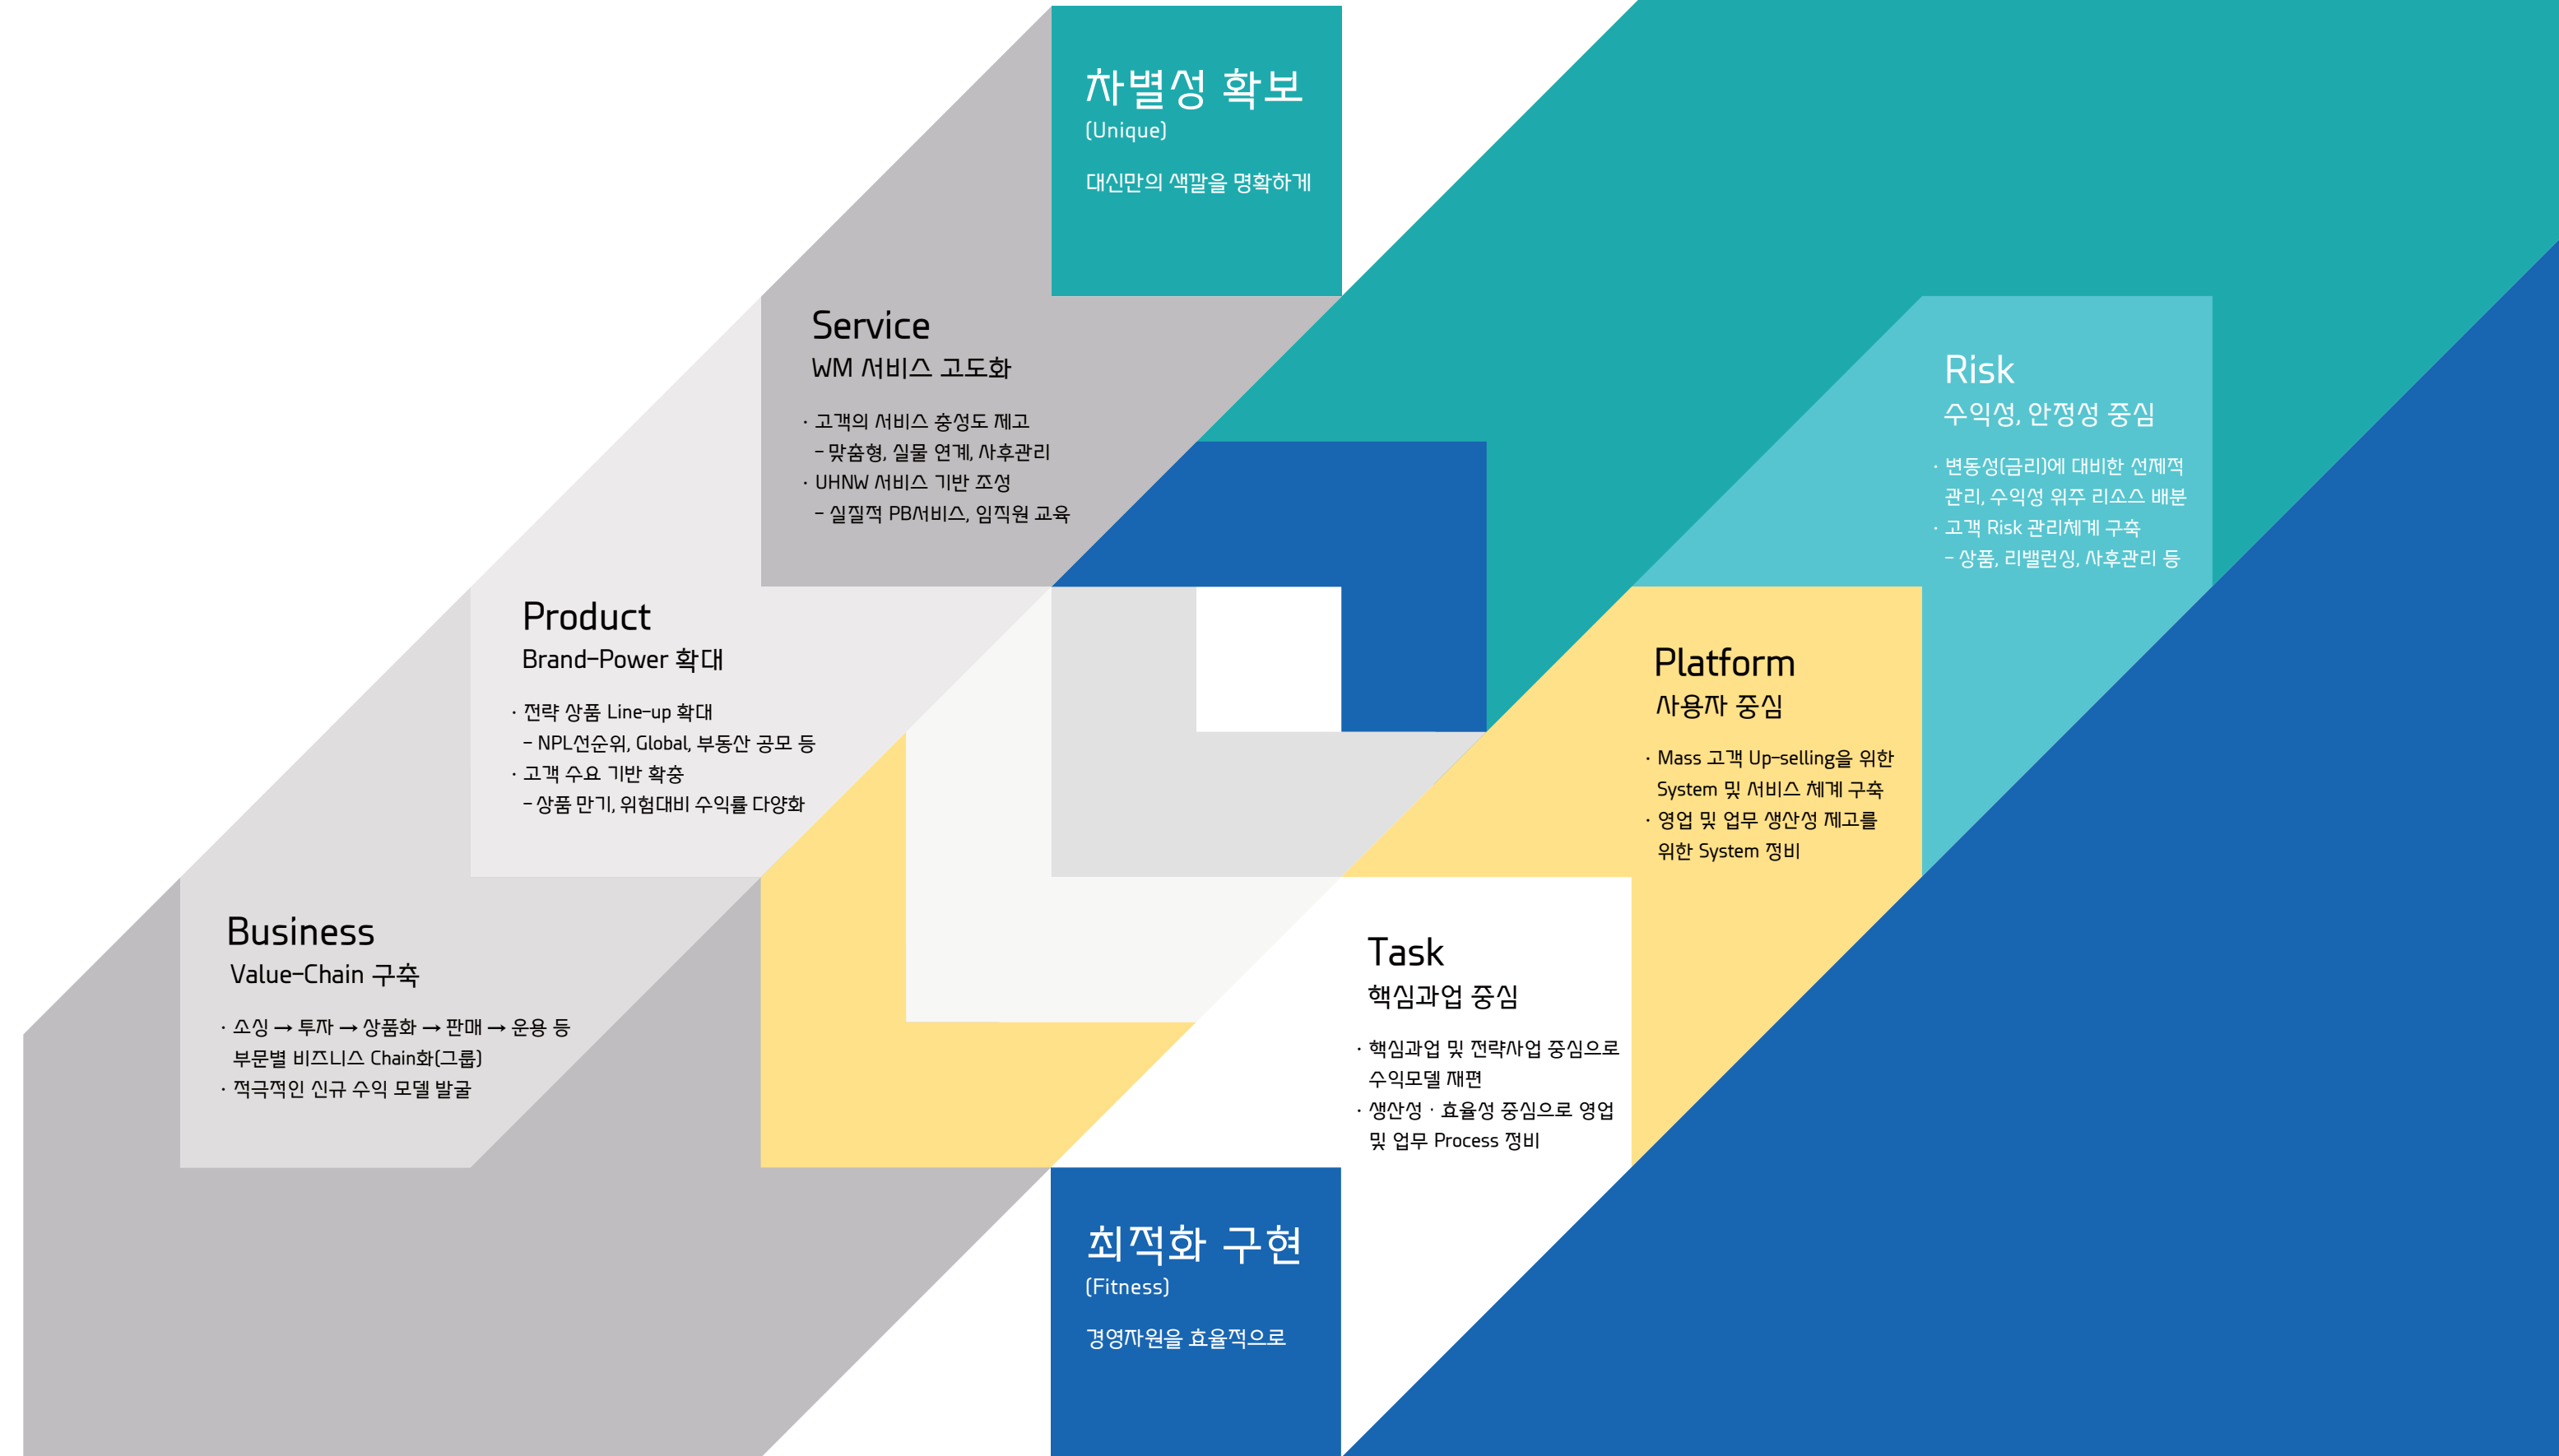 차별성 확보
(Unique)
대신만의 색깔을 명확하게
Service
WM 서비스 고도화
· 고객의 서비스 충성도 제고
- 맞춤형, 실물 연계, 사후관리
· UHNW 서비스 기반 조성
- 실질적 PB서비스, 임직원 교육
Product
Brand-Power 확대
· 전략 상품 Line-up 확대
- NPL선순위, Global, 부동산 공모 등
· 고객 수요 기반 확충
- 상품 만기, 위험대비 수익률 다양화
Business
Value-Chain 구축
· 소싱 → 투자 → 상품화 → 판매 → 운용 등
부문별 비즈니스 Chain화(그룹)
· 적극적인 신규 수익 모델 발굴
Risk
수익성, 안정성 중심
· 변동성(금리)에 대비한 선제적
관리, 수익성 위주 리소스 배분
· 고객 Risk 관리체계 구축
- 상품, 리밸런싱, 사후관리 등
Platform
사용자 중심
· Mass 고객 Up-selling을 위한
System 및 서비스 체계 구축
· 영업 및 업무 생산성 제고를
위한 System 정비
Task
핵심과업 중심
· 핵심과업 및 전략사업 중심으로
수익모델 재편
· 생산성 · 효율성 중심으로 영업
및 업무 Process 정비
최적화 구현
(Fitness)
경영자원을 효율적으로